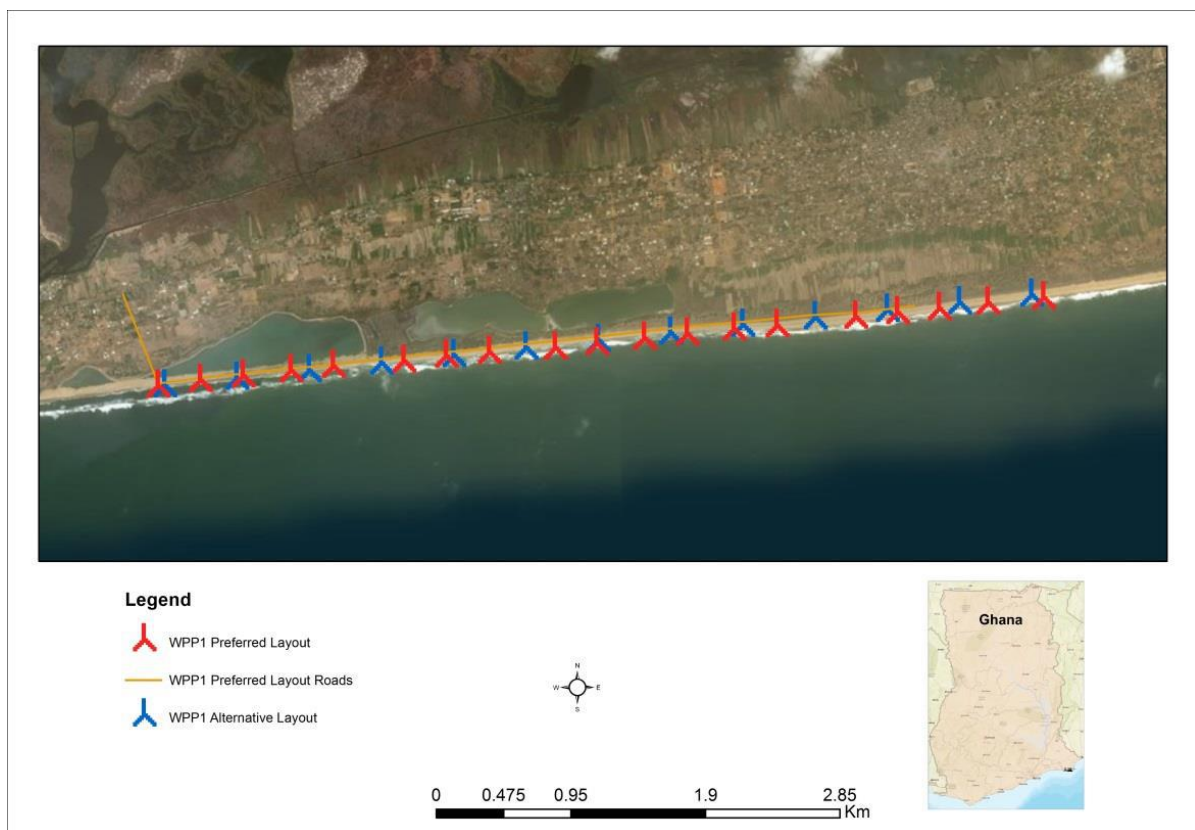 Legend
WPP1 Preferred Layout
WPP1 Preferred Layout Roads
WPP1 Alternative Layout
N
W E
S
0 0.475 0.95 1.9 2.85
Km
Ghana